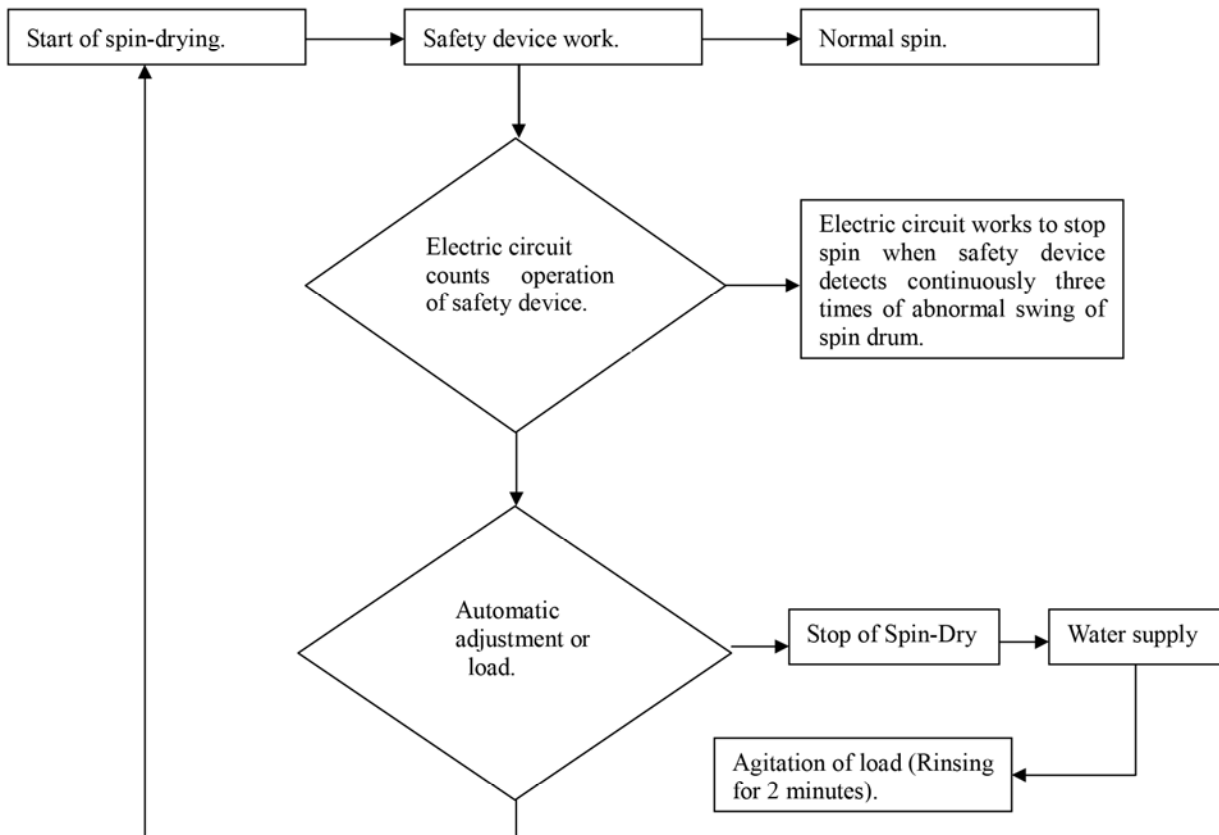 Start of spin-drying.
Safety device work.
Normal spin.
Electric circuit
counts operation
of safety device.
Electric circuit works to stop
spin when safety device
detects continuously three
times of abnormal swing of
spin drum.
Automatic
adjustment or
load.
Stop of Spin-Dry
Water supply
Agitation of load (Rinsing
for 2 minutes).